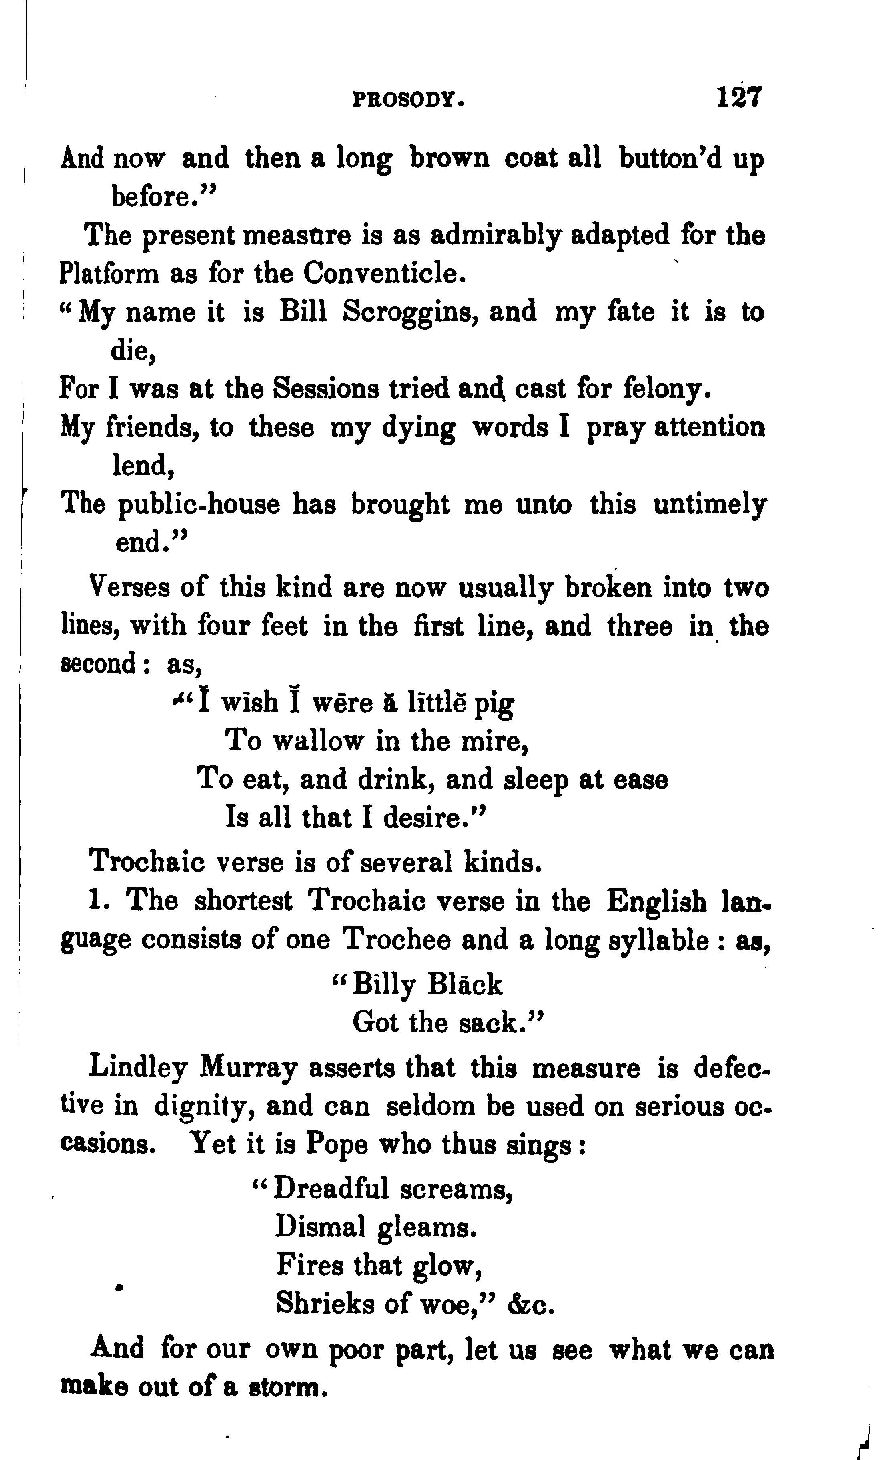 PROSODY. 127
And now and then a long brown coat all button'd up
before."
The present measure is as admirably adapted for the
Platform as for the Conventicle.
"My name it is Bill Scroggins, and my fate it is to
die,
For I was at the Sessions tried and cast for felony.
My friends, to these my dying words I pray attention
lend,
The public-house has brought me unto this untimely
end."
Verses of this kind are now usually broken into two
lines, with four feet in the first line, and three in the
second: as,
"Ĭ wīsh Ĭ wēre ă līttlĕ pig
To wallow in the mire,
To eat, and drink, and sleep at ease
Is all that I desire."
Trochaic verse is of several kinds.
1. The shortest Trochaic verse in the English lan-
guage consists of one Trochee and a long syllable: as,
"Billy Blāck
Got the sack."
Lindley Murray asserts that this measure is defec-
tive in dignity, and can seldom be used on serious oc-
casions. Yet it is Pope who thus sings:
"Dreadful screams,
Dismal gleams.
Fires that glow,
Shrieks of woe," &c.
And for our own poor part, let us see what we can
make out of a storm.